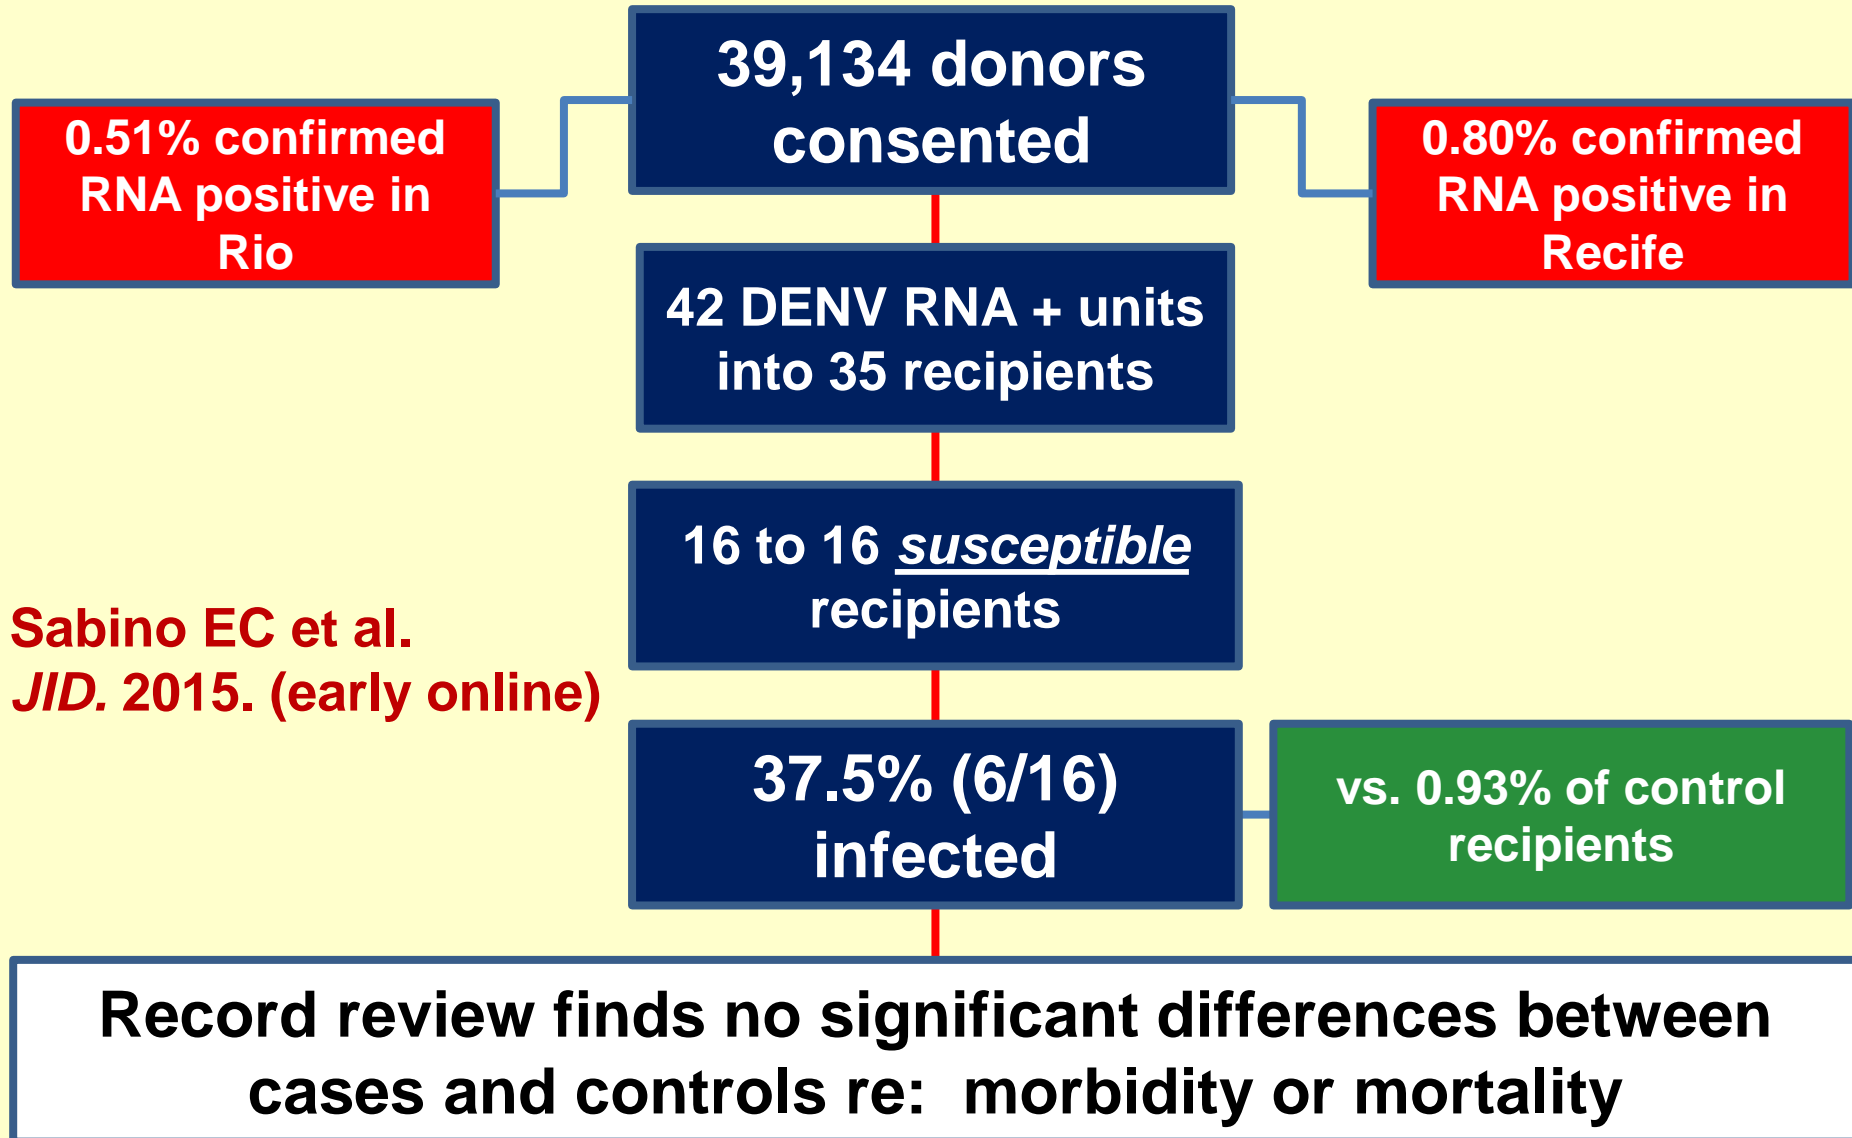 39,134 donors
consented
0.51% confirmed
RNA positive in
Rio
0.80% confirmed
RNA positive in
Recife
42 DENV RNA + units
into 35 recipients
16 to 16 susceptible
recipients
Sabino EC et al.
JID. 2015. (early online)
37.5% (6/16)
infected
vs. 0.93% of control
recipients
Record review finds no significant differences between
cases and controls re:  morbidity or mortality